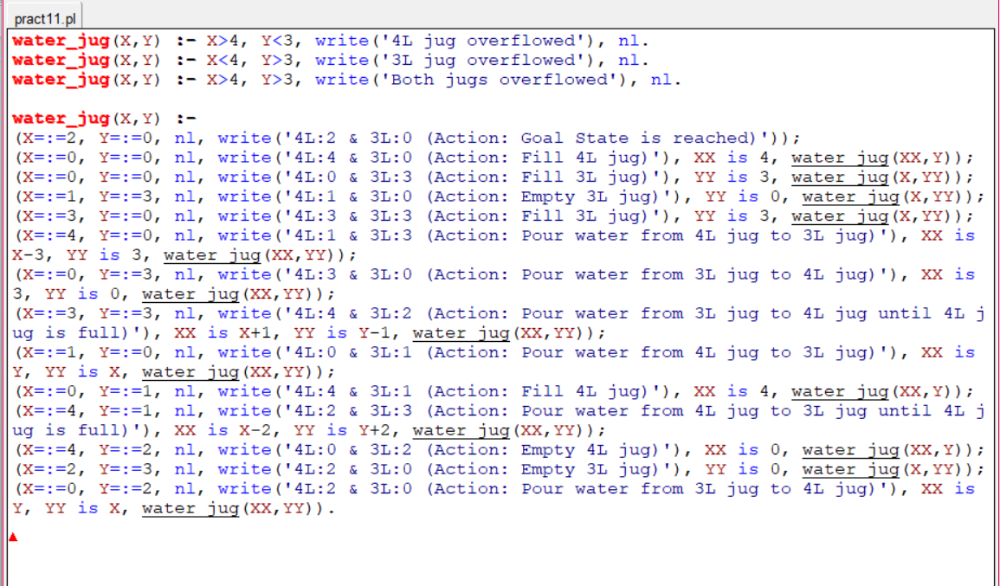 pract11.pl
water_jug(X,Y) :- X>4, Y<3, write('4L jug overflowed'), nl.
water_jug(X,Y) :- X<4, Y>3, write('3L jug overflowed'), nl.
water_jug(X,Y) :- X>4, Y>3, write('Both jugs overflowed'), nl.
water_jug(X,Y) :-
(X=:=2, Y=:=0, nl, write('4L:2 & 3L:0 (Action: Goal State is reached)'));
(X=:=0, Y=:=0, nl, write('4L:4 & 3L:0 (Action: Fill 4L jug)'), XX is 4, water_jug(XX,Y));
(X=:=0, Y=:=0, nl, write('4L:0 & 3L:3 (Action: Fill 3L jug)'), YY is 3, water_jug(X,YY));
(X=:=1, Y=:=3, nl, write('4L:1 & 3L:0 (Action: Empty 3L jug)'), YY is 0, water_jug(X,YY));
(X=:=3, Y=:=0, nl, write('4L:3 & 3L:3 (Action: Fill 3L jug)'), YY is 3, water_jug(X,YY));
(X=:=4, Y=:=0, nl, write('4L:1 & 3L:3 (Action: Pour water from 4L jug to 3L jug)'), XX is
X-3, YY is 3, water_jug(XX,YY));
(X=:=0, Y=:=3, nl, write('4L:3 & 3L:0 (Action: Pour water from 3L jug to 4L jug)'), XX is
3, YY is 0, water_jug(XX,YY));
(X=:=3, Y=:=3, nl, write('4L:4 & 3L:2 (Action: Pour water from 3L jug to 4L jug until 4L j
ug is full)'), XX is X+1, YY is Y-1, water_jug(XX,YY));
(X=:=1, Y=:=0, nl, write('4L:0 & 3L:1 (Action: Pour water from 4L jug to 3L jug)'), XX is
Y, YY is X, water_jug(XX,YY));
(X=:=0, Y=:=1, nl, write('4L:4 & 3L:1 (Action: Fill 4L jug)'), XX is 4, water_jug(XX,Y));
(X=:=4, Y=:=1, nl, write('4L:2 & 3L:3 (Action: Pour water from 4L jug to 3L jug until 4L j
ug is full)'), XX is X-2, YY is Y+2, water_jug(XX,YY));
(X=:=4, Y=:=2, nl, write('4L:0 & 3L:2 (Action: Empty 4L jug)'), XX is 0, water_jug(XX,Y));
(X=:=2, Y=:=3, nl, write('4L:2 & 3L:0 (Action: Empty 3L jug)'), YY is 0, water_jug(X,YY));
(X=:=0, Y=:=2, nl, write('4L:2 & 3L:0 (Action: Pour water from 3L jug to 4L jug)'), XX is
Y, YY is X, water_jug(XX,YY)).